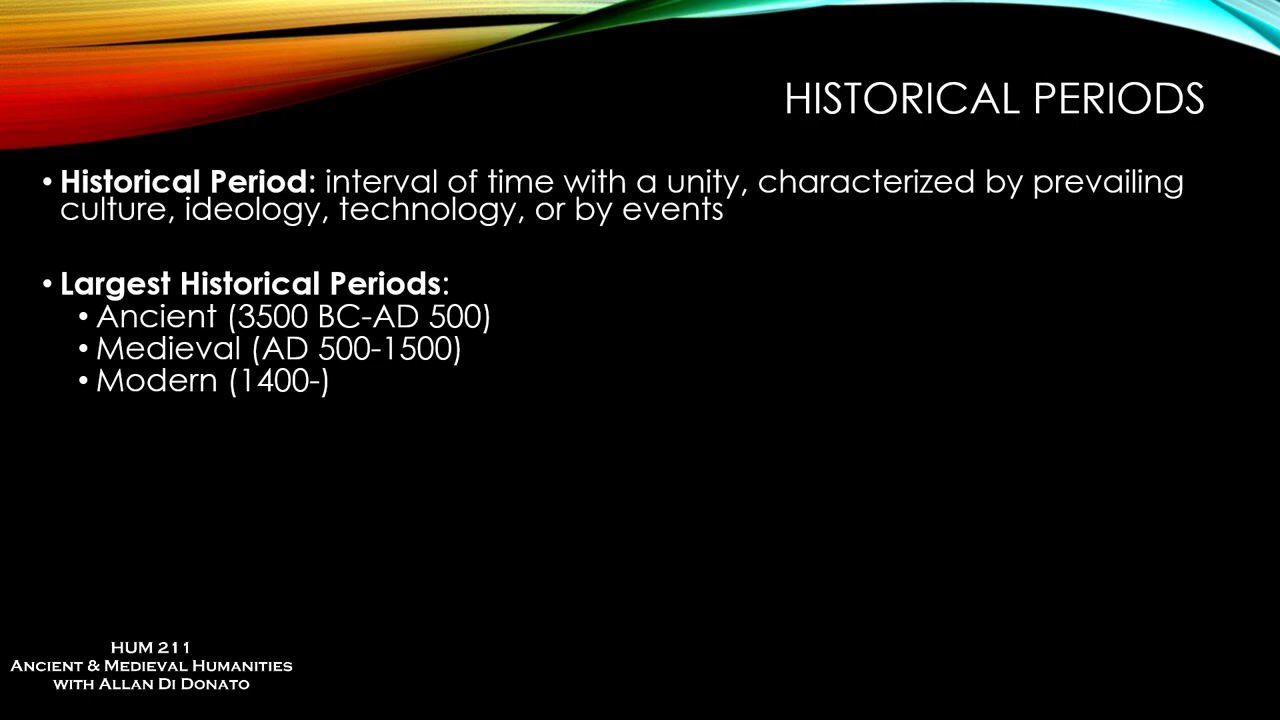 HISTORICAL PERIODS
• Historical Period: interval of time with a unity, characterized by prevailing
culture, ideology, technology, or by events
• Largest Historical Periods:
• Ancient (3500 BC-AD 500)
• Medieval (AD 500-1500)
• Modern (1400-)
HUM 211
Ancient & Medieval Humanities
with Allan Di Donato